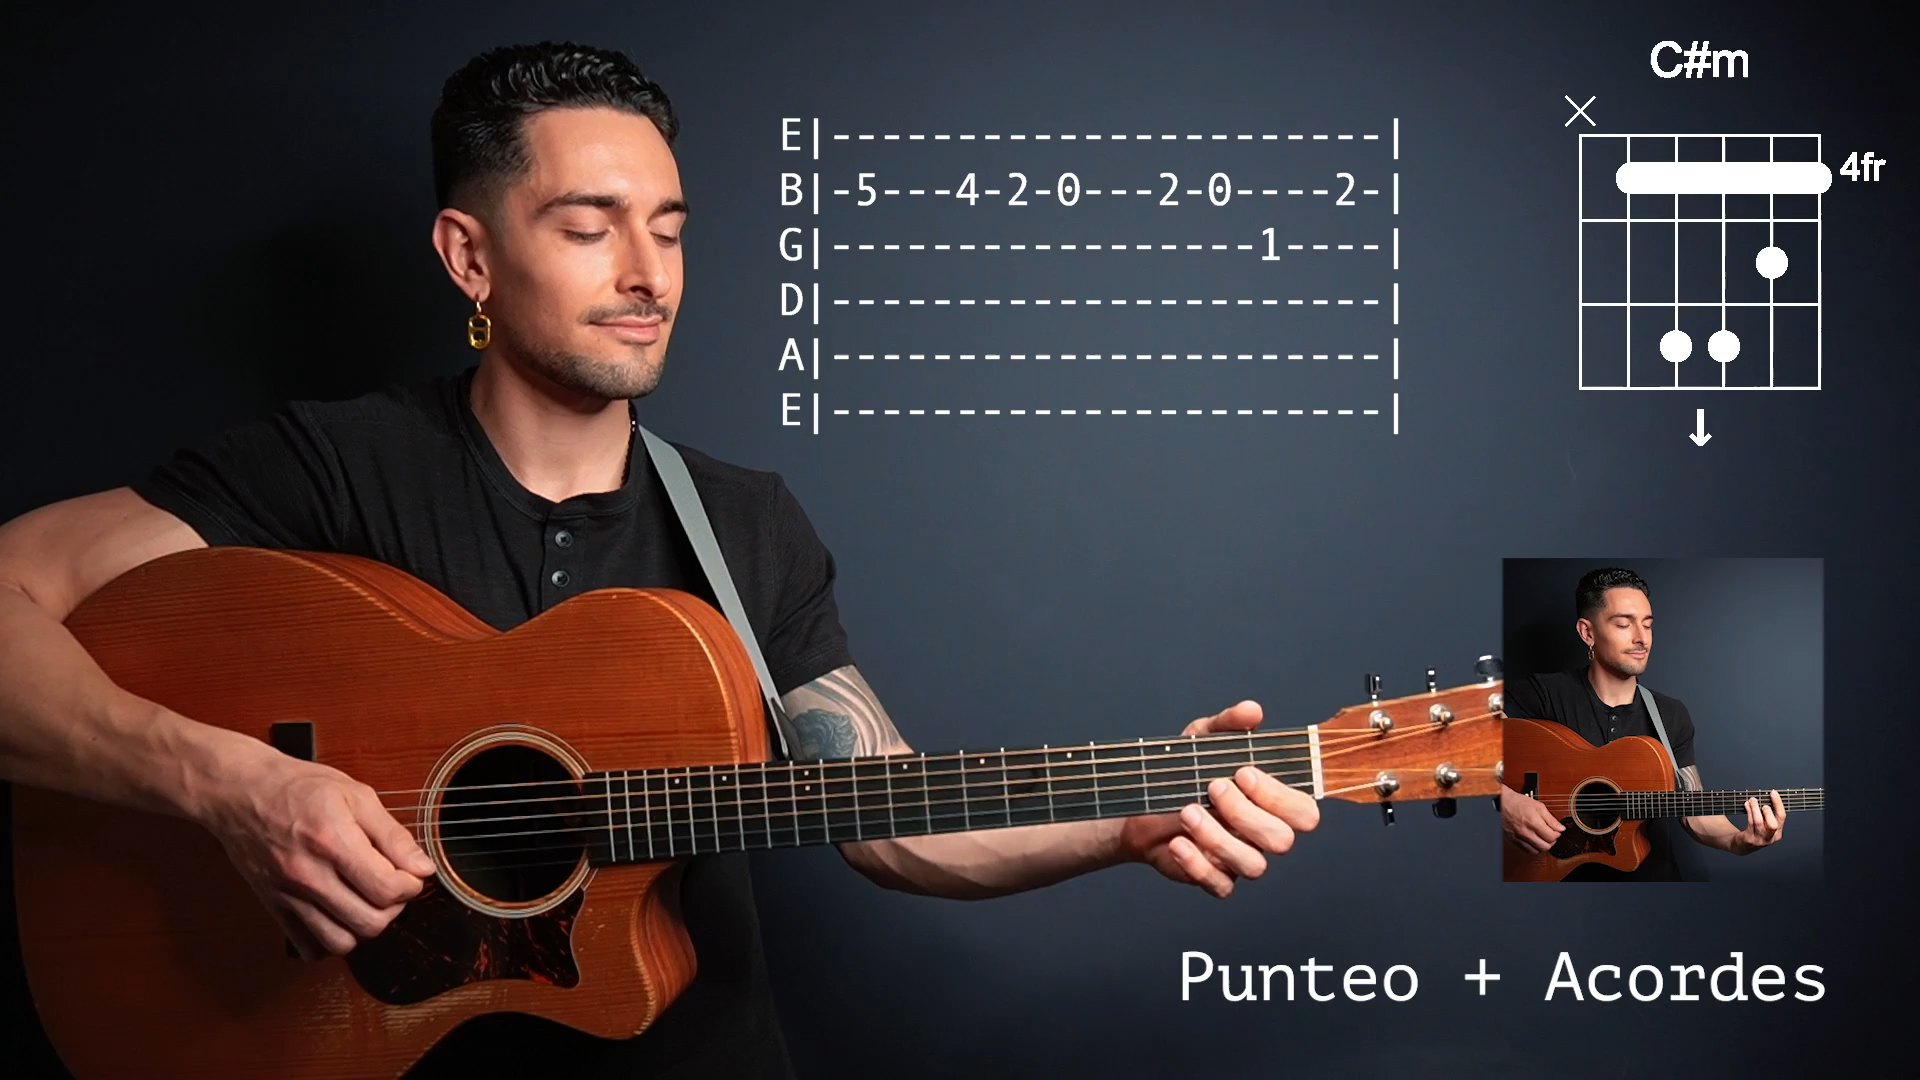 E|----------------------|
B|-5---4-2-0---2-0----2-|
G|-----------------1----|
D|----------------------|
A|----------------------|
E|----------------------|
C#m
×
4fr
↓
Punteo + Acordes